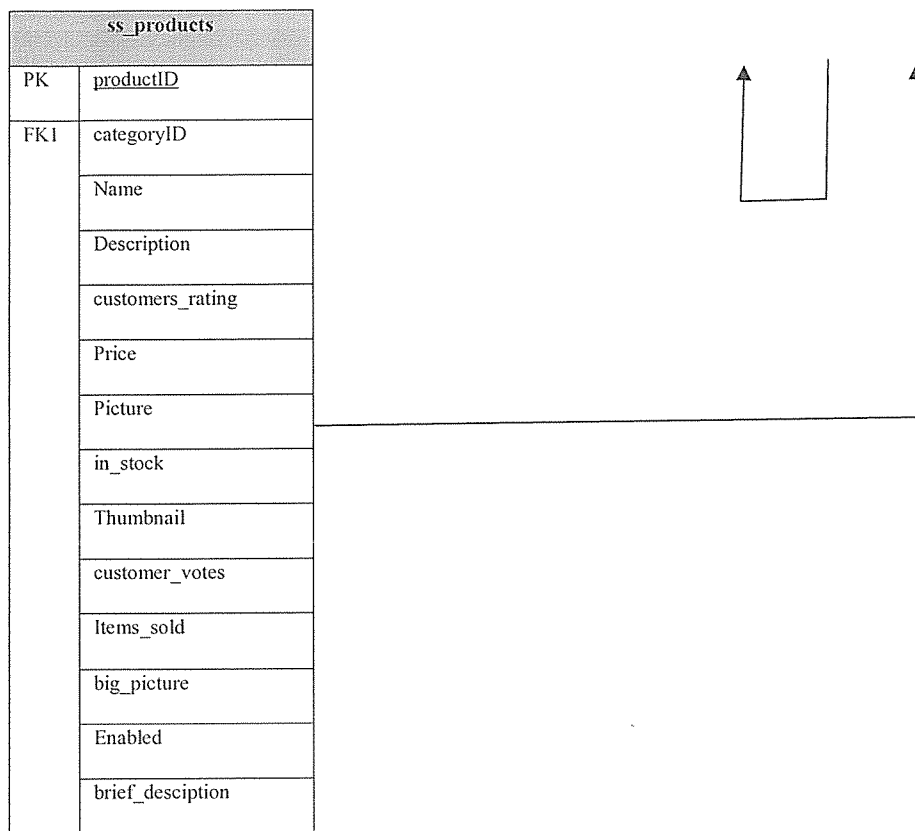 ss_products
PK productID
FK1 categoryID
Name
Description
customers_rating
Price
Picture
in_stock
Thumbnail
customer_votes
Items_sold
big_picture
Enabled
brief_desciption